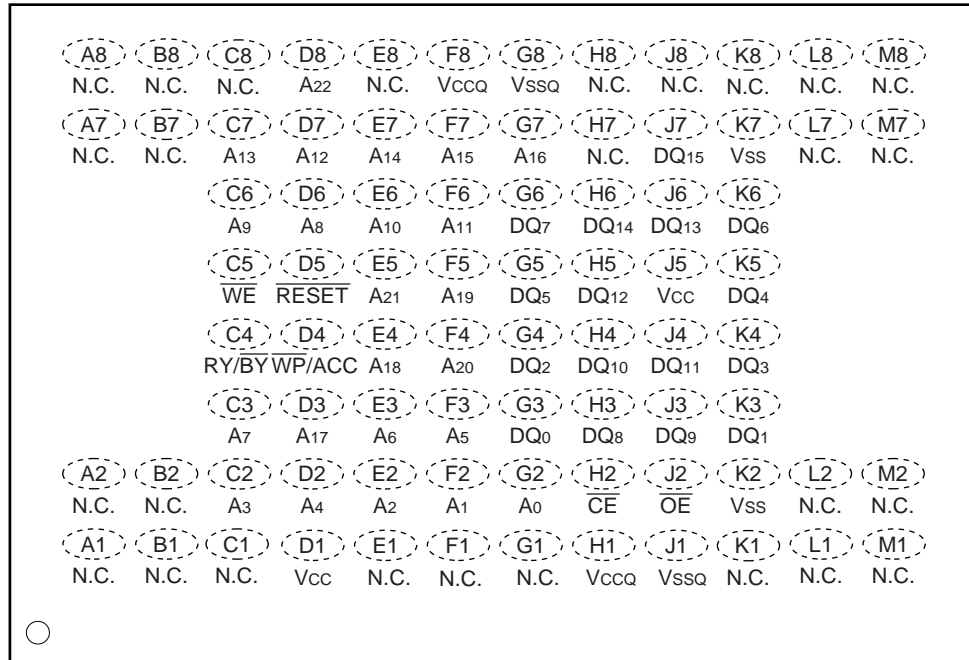 A8 B8 C8 D8 E8 F8 G8 H8 J8 K8 L8 M8
N.C. N.C. N.C. A22 N.C. VCCQ VSSQ N.C. N.C. N.C. N.C. N.C.
A7 B7 C7 D7 E7 F7 G7 H7 J7 K7 L7 M7
N.C. N.C. A13 A12 A14 A15 A16 N.C. DQ15 VSS N.C. N.C.
C6 D6 E6 F6 G6 H6 J6 K6
A9 A8 A10 A11 DQ7 DQ14 DQ13 DQ6
C5 D5 E5 F5 G5 H5 J5 K5
WE RESET A21 A19 DQ5 DQ12 VCC DQ4
C4 D4 E4 F4 G4 H4 J4 K4
RY/BY WP/ACC A18 A20 DQ2 DQ10 DQ11 DQ3
C3 D3 E3 F3 G3 H3 J3 K3
A7 A17 A6 A5 DQ0 DQ8 DQ9 DQ1
A2 B2 C2 D2 E2 F2 G2 H2 J2 K2 L2 M2
N.C. N.C. A3 A4 A2 A1 A0 CE OE VSS N.C. N.C.
A1 B1 C1 D1 E1 F1 G1 H1 J1 K1 L1 M1
N.C. N.C. N.C. VCC N.C. N.C. N.C. VCCQ VSSQ N.C. N.C. N.C.